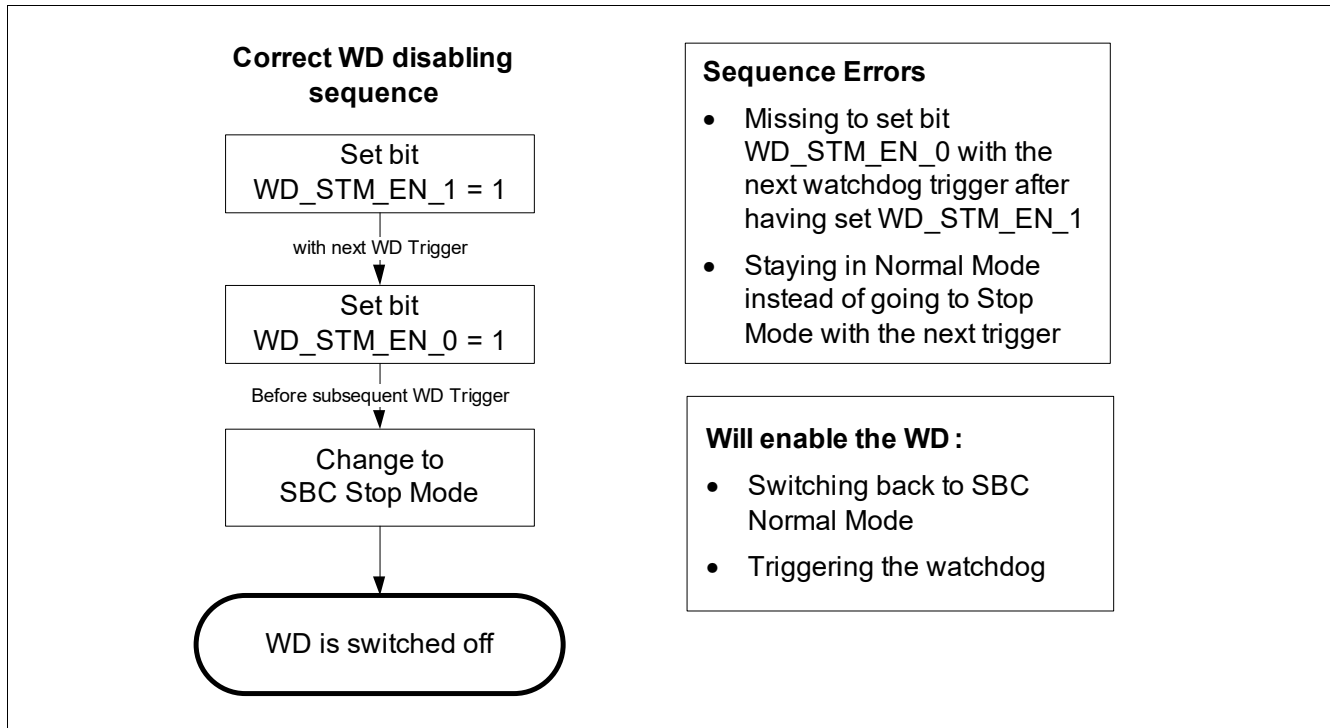 Correct WD disabling
sequence
Set bit
WD_STM_EN_1 = 1
with next WD Trigger
Set bit
WD_STM_EN_0 = 1
Before subsequent WD Trigger
Change to
SBC Stop Mode
WD is switched off
Sequence Errors
• Missing to set bit
WD_STM_EN_0 with the
next watchdog trigger after
having set WD_STM_EN_1
• Staying in Normal Mode
instead of going to Stop
Mode with the next trigger
Will enable the WD :
• Switching back to SBC
Normal Mode
• Triggering the watchdog